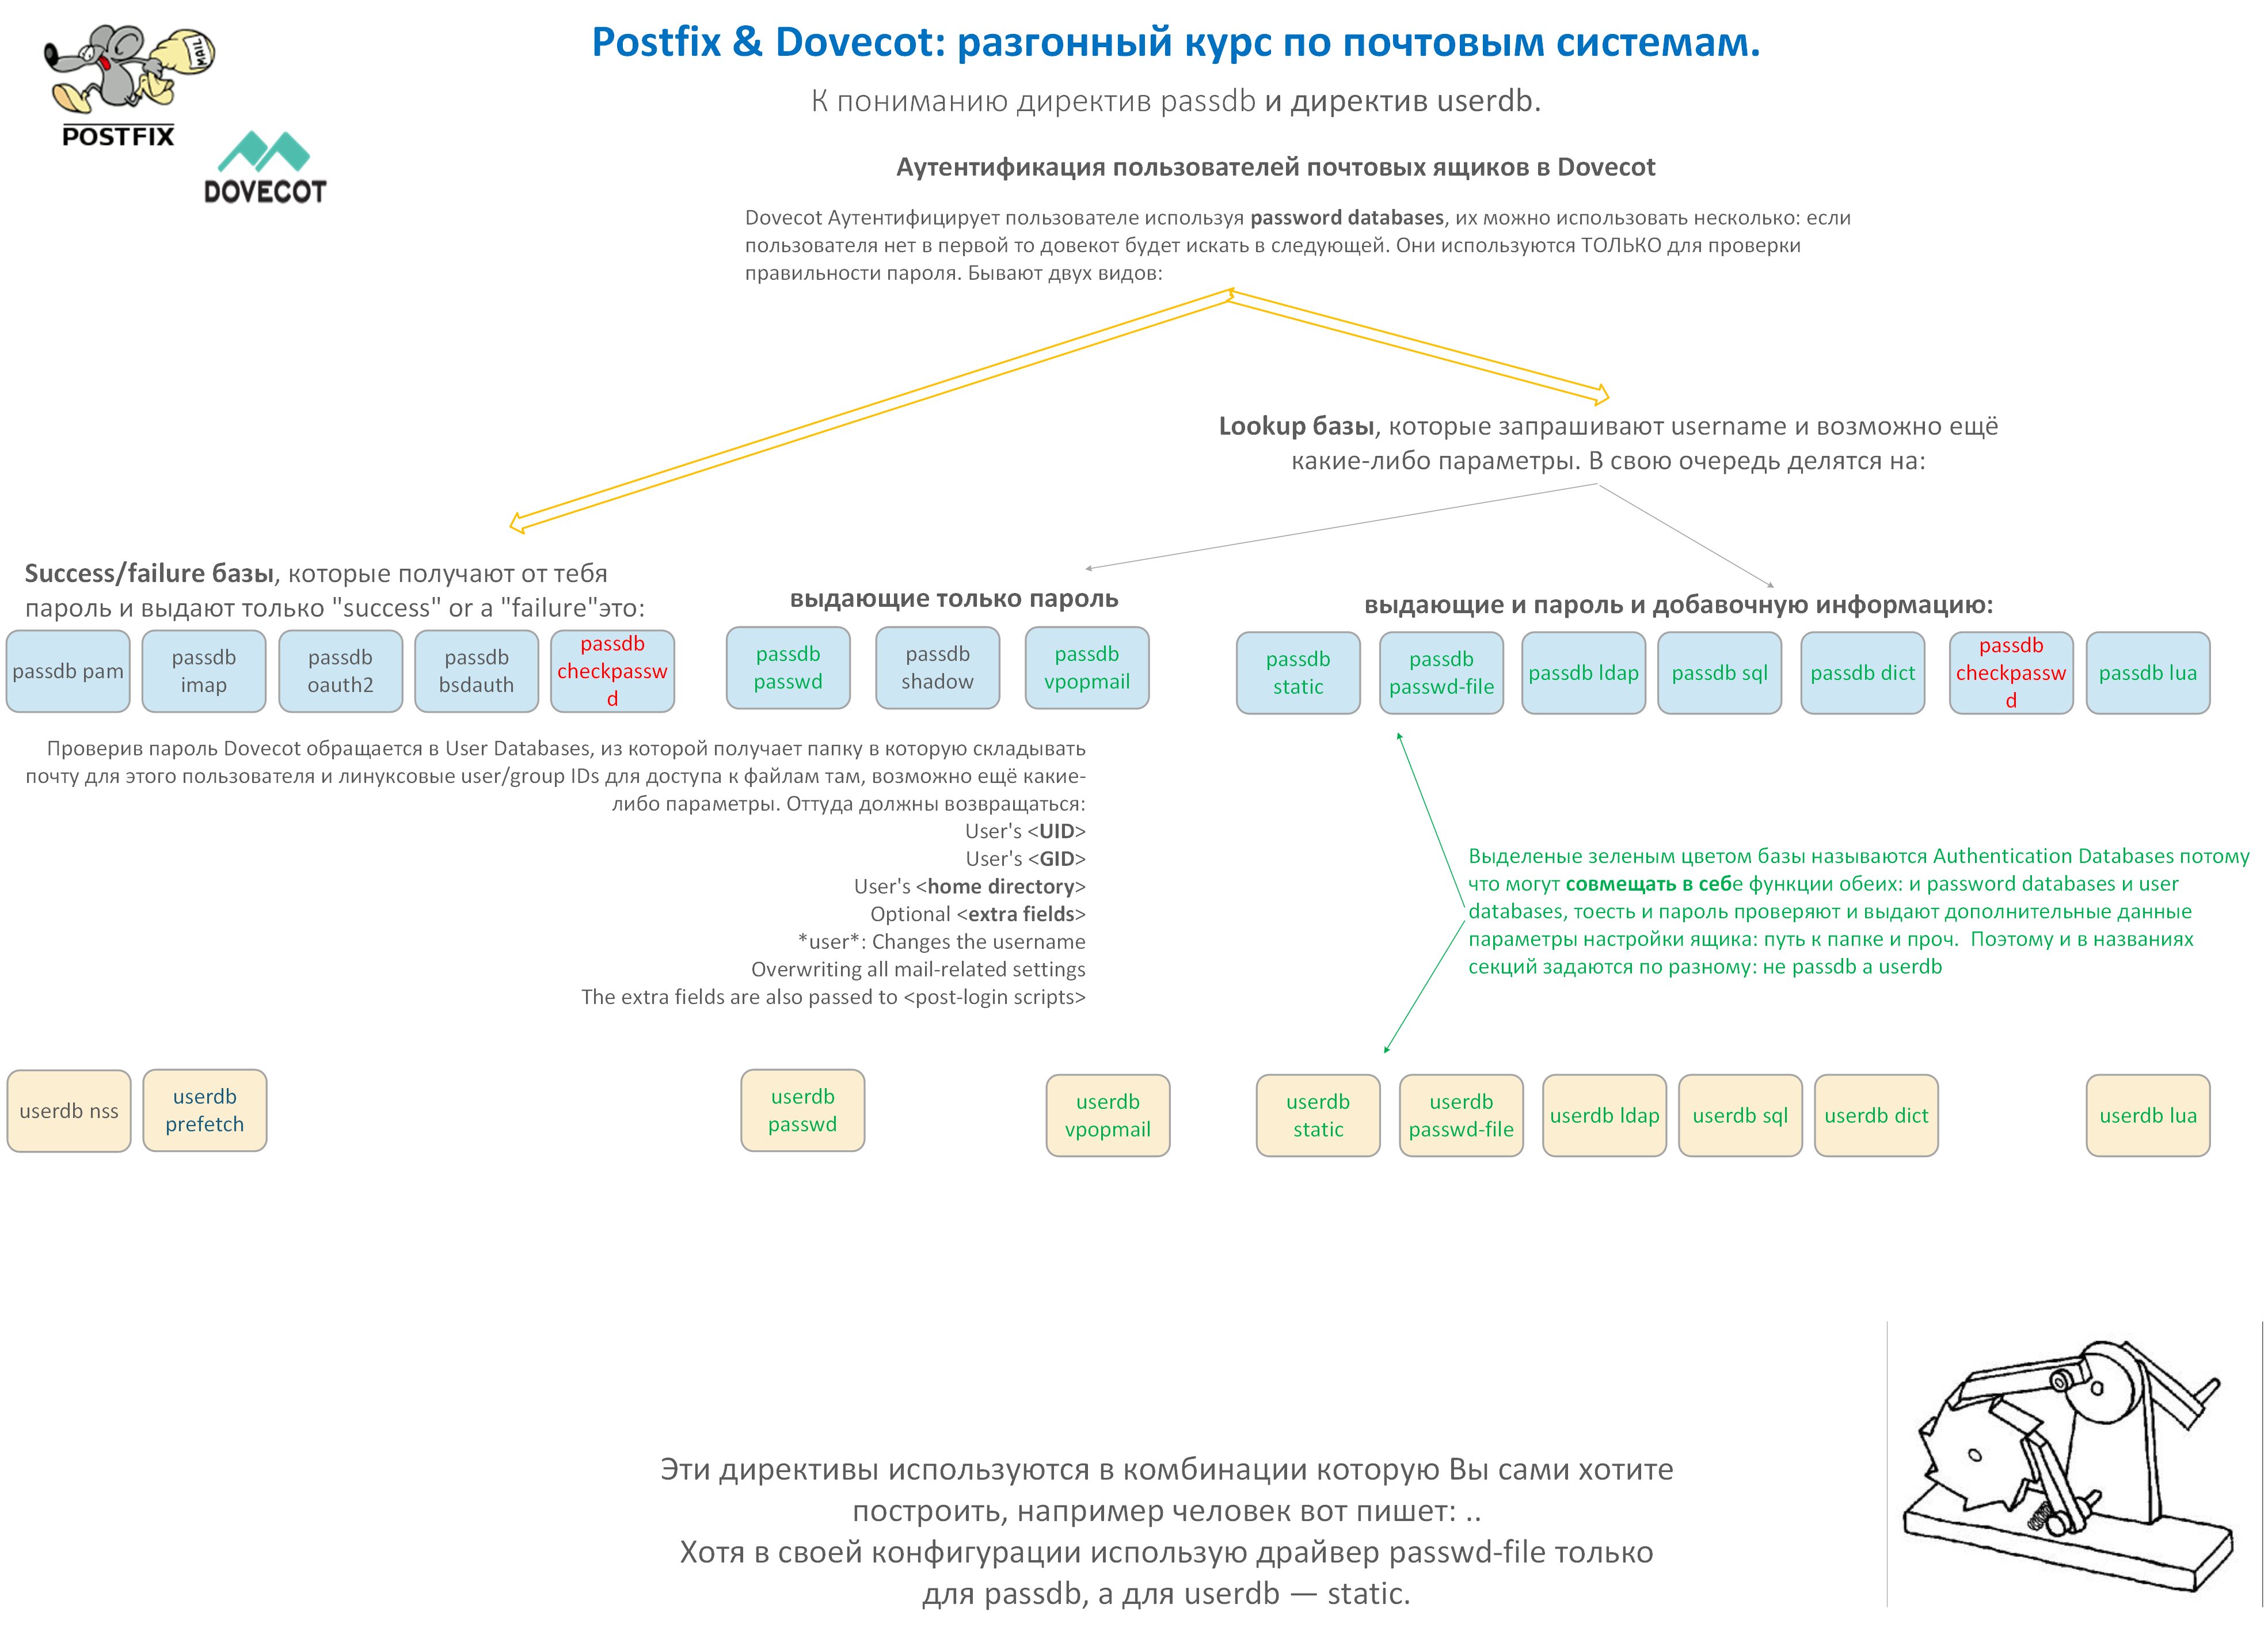 MAIL
POSTFIX
DOVECOT
Postfix & Dovecot: разгонный курс по почтовым системам.
К пониманию директив passdb и директив userdb.
Аутентификация пользователей почтовых ящиков в Dovecot
Dovecot Аутентифицирует пользователе используя password databases, их можно использовать несколько: если
пользователя нет в первой то довекот будет искать в следующей. Они используются ТОЛЬКО для проверки
правильности пароля. Бывают двух видов:
Lookup базы, которые запрашивают username и возможно ещё
какие-либо параметры. В свою очередь делятся на:
Success/failure базы, которые получают от тебя
пароль и выдают только "success" or a "failure"это:
выдающие только пароль
выдающие и пароль и добавочную информацию:
passdb pam
passdb
imap
passdb
oauth2
passdb
bsdauth
passdb
checkpassw
d
passdb
passwd
passdb
shadow
passdb
vpopmail
passdb
static
passdb
passwd-file
passdb ldap
passdb sql
passdb dict
passdb
checkpassw
d
passdb lua
Проверив пароль Dovecot обращается в User Databases, из которой получает папку в которую складывать
почту для этого пользователя и линуксовые user/group IDs для доступа к файлам там, возможно ещё какие-
либо параметры. Оттуда должны возвращаться:
User's <UID>
User's <GID>
User's <home directory>
Optional <extra fields>
*user*: Changes the username
Overwriting all mail-related settings
The extra fields are also passed to <post-login scripts>
Выделеные зеленым цветом базы называются Authentication Databases потому
что могут совмещать в себе функции обеих: и password databases и user
databases, тоесть и пароль проверяют и выдают дополнительные данные
параметры настройки ящика: путь к папке и проч.  Поэтому и в названиях
секций задаются по разному: не passdb а userdb
userdb nss
userdb
prefetch
userdb
passwd
userdb
vpopmail
userdb
static
userdb
passwd-file
userdb ldap
userdb sql
userdb dict
userdb lua
Эти директивы используются в комбинации которую Вы сами хотите
построить, например человек вот пишет: ..
Хотя в своей конфигурации использую драйвер passwd-file только
для passdb, а для userdb — static.